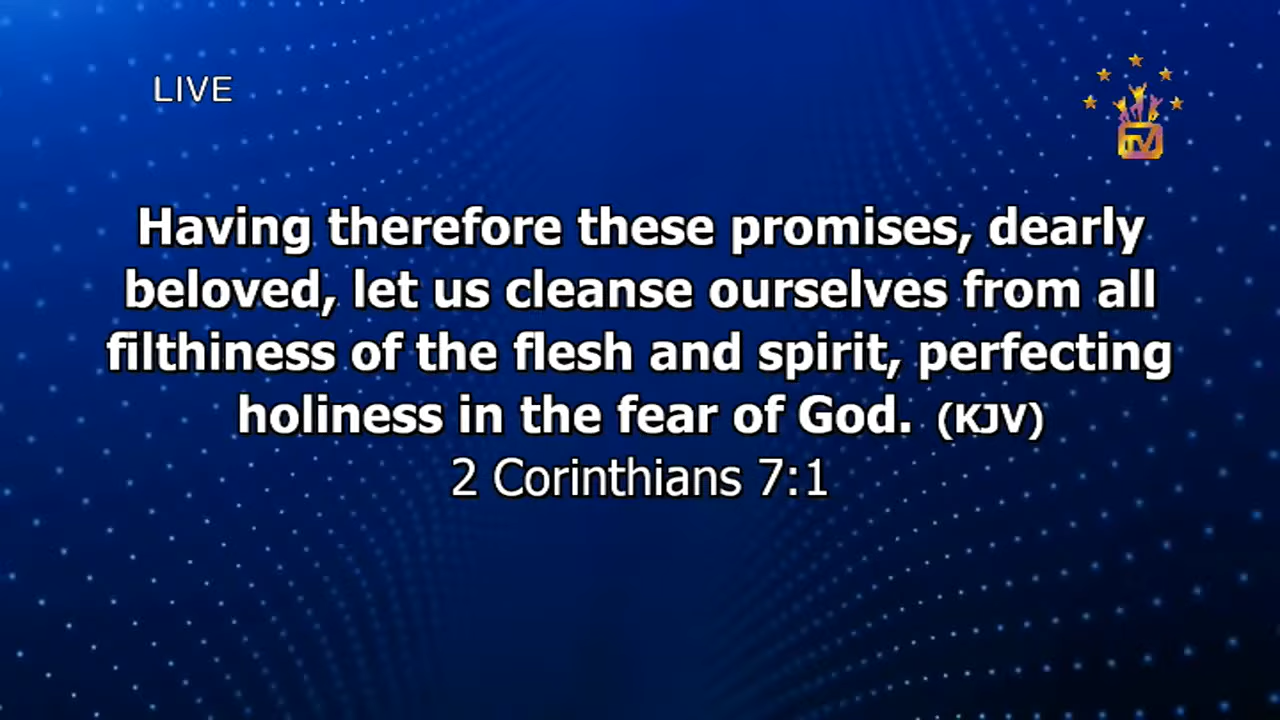 LIVE
TV
Having therefore these promises, dearly
beloved, let us cleanse ourselves from all
filthiness of the flesh and spirit, perfecting
holiness in the fear of God. (KJV)
2 Corinthians 7:1